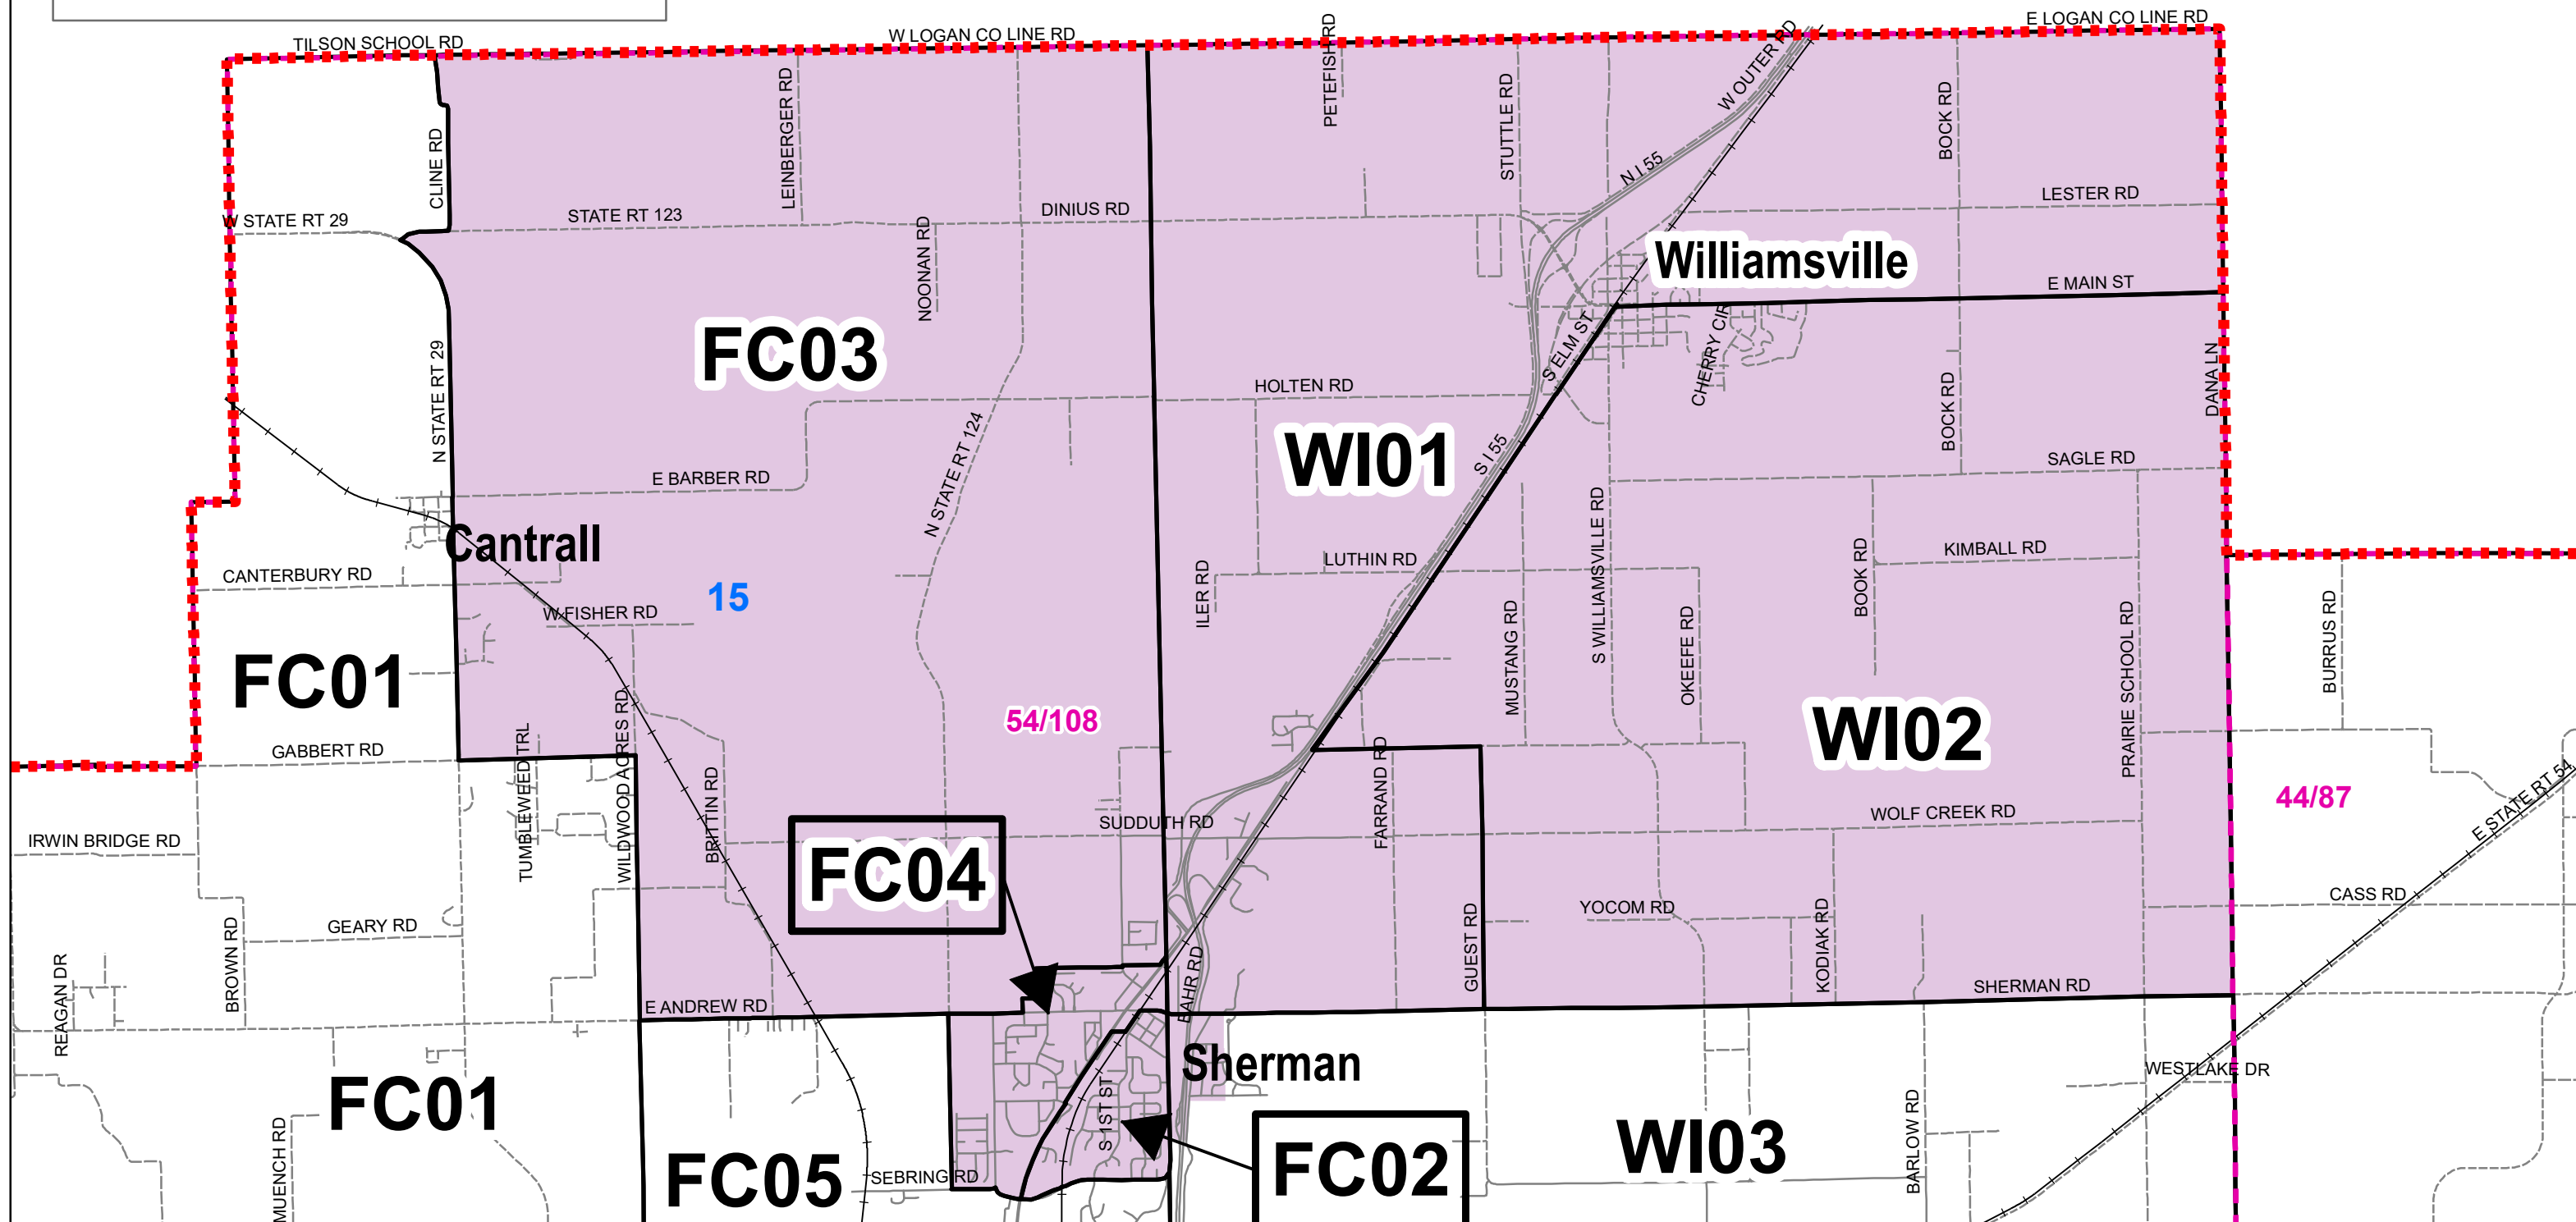 E LOGAN CO LINE RD
W LOGAN CO LINE RD
TILSON SCHOOL RD
PETEFISH RD
W OUTER RD
LEINBERGER RD
STUTTLE RD
BOCK RD
CLINE RD
N I 55
LESTER RD
W STATE RT 29
STATE RT 123
DINIUS RD
NOONAN RD
Williamsville
E MAIN ST
FC03
S ELM ST
CHERRY CIR
DANA LN
N STATE RT 29
HOLTEN RD
BOCK RD
N STATE RT 124
WI01
S I 55
SAGLE RD
E BARBER RD
S WILLIAMSVILLE RD
Cantrall
KIMBALL RD
BOOK RD
CANTERBURY RD
15
LUTHIN RD
ILER RD
W FISHER RD
MUSTANG RD
OKEEFE RD
PRAIRIE SCHOOL RD
BURRUS RD
FC01
54/108
WI02
GABBERT RD
TUMBLEWEED TRL
WILDWOOD ACRES RD
BRITTIN RD
FARRAND RD
44/87
E STATE RT 54
IRWIN BRIDGE RD
SUDDUTH RD
WOLF CREEK RD
FC04
CASS RD
YOCOM RD
GEARY RD
BROWN RD
GUEST RD
KODIAK RD
REAGAN DR
BAHR RD
SHERMAN RD
E ANDREW RD
Sherman
WESTLAKE DR
FC01
S 1ST ST
BARLOW RD
WI03
FC05
SEBRING RD
FC02
MUENCH RD